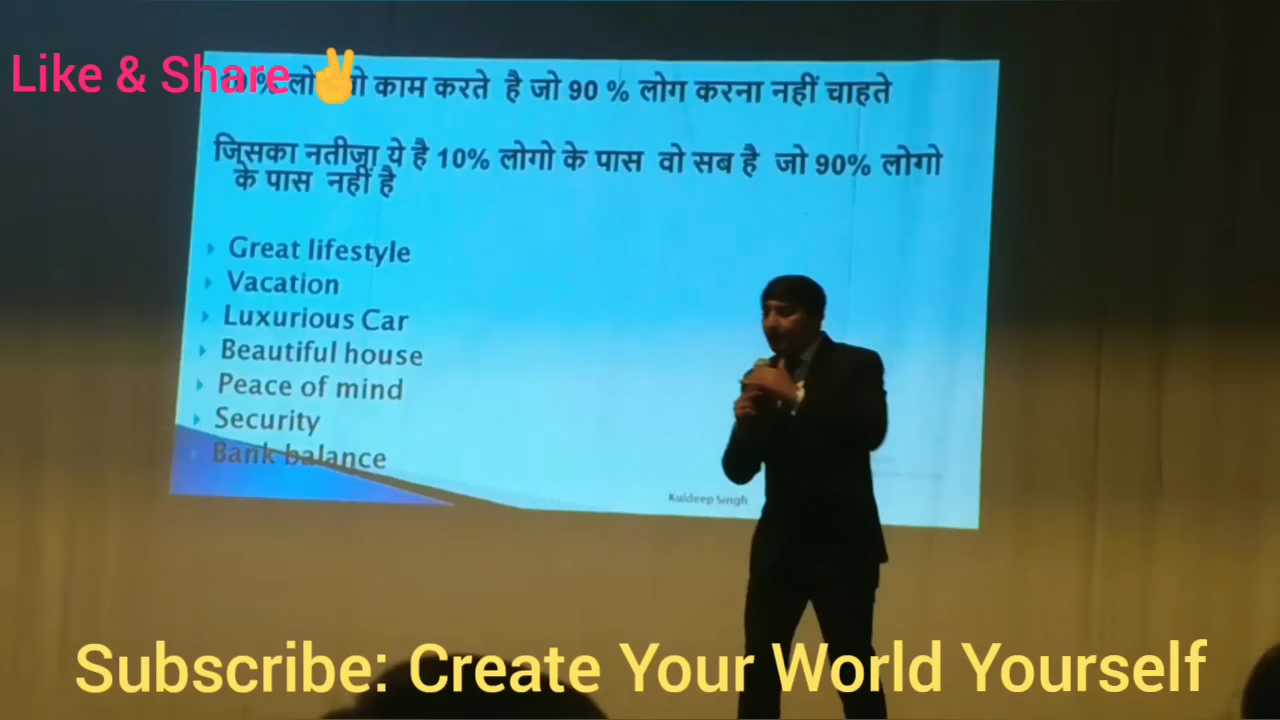 Like & Share ✌
काम करते है जो 90 % लोग करना नहीं चाहते
जिसका नतीजा ये है 10% लोगो के पास वो सब है जो 90% लोगो
के पास नहीं है
Great lifestyle
Vacation
Luxurious Car
Beautiful house
Peace of mind
Security
Bank balance
Kuldeep Singh
Subscribe: Create Your World Yourself